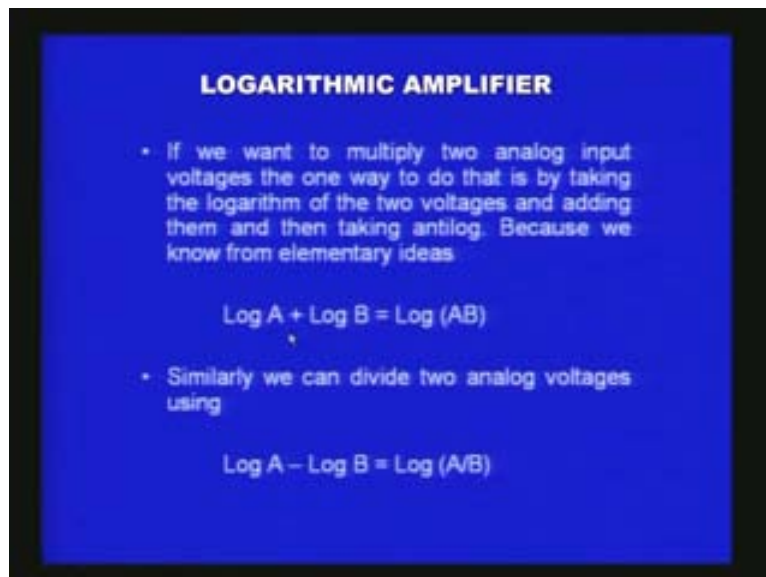 LOGARITHMIC AMPLIFIER
• If we want to multiply two analog input
voltages the one way to do that is by taking
the logarithm of the two voltages and adding
them and then taking antilog. Because we
know from elementary ideas
Log A + Log B = Log (AB)
• Similarly we can divide two analog voltages
using
Log A – Log B = Log (A/B)